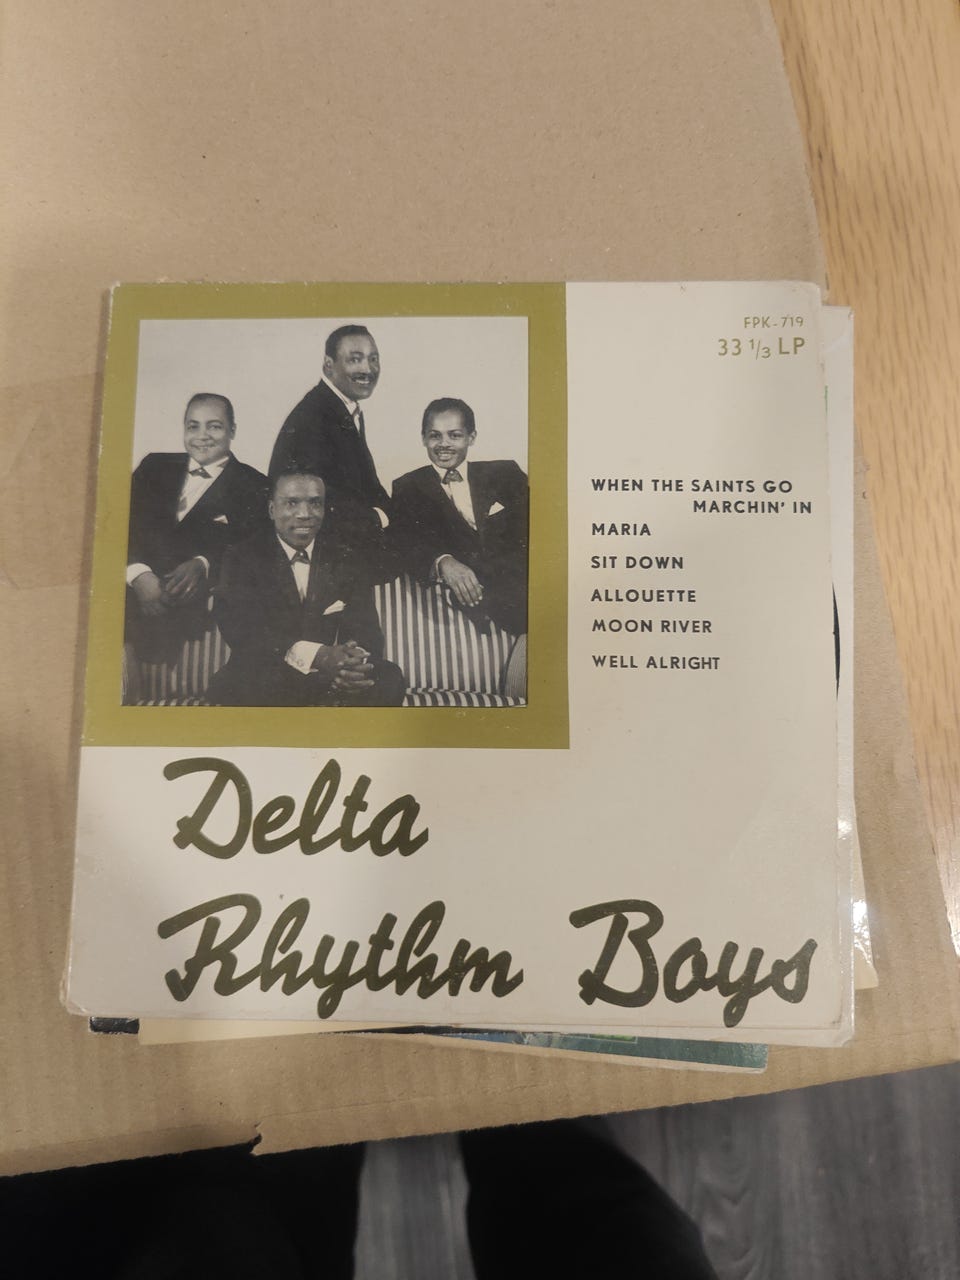 FPK-719
33 1/3 LP
WHEN THE SAINTS GO
MARCHIN' IN
MARIA
SIT DOWN
ALLOUETTE
MOON RIVER
WELL ALRIGHT
Delta
Rhythm Boys